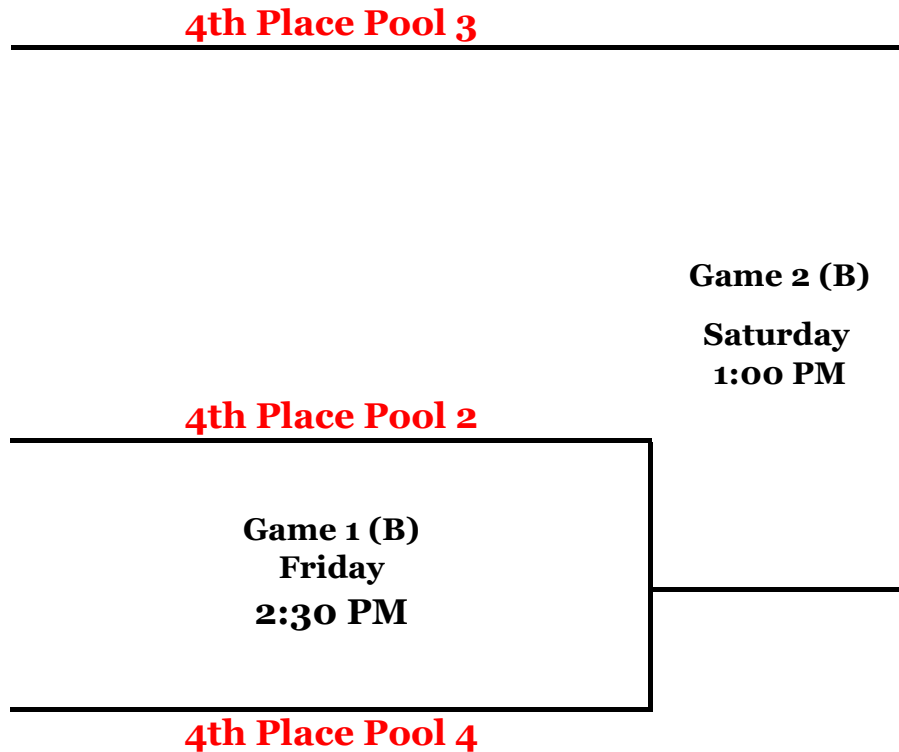 4th Place Pool 3
Game 2 (B)
Saturday
1:00 PM
4th Place Pool 2
Game 1 (B)
Friday
2:30 PM
4th Place Pool 4